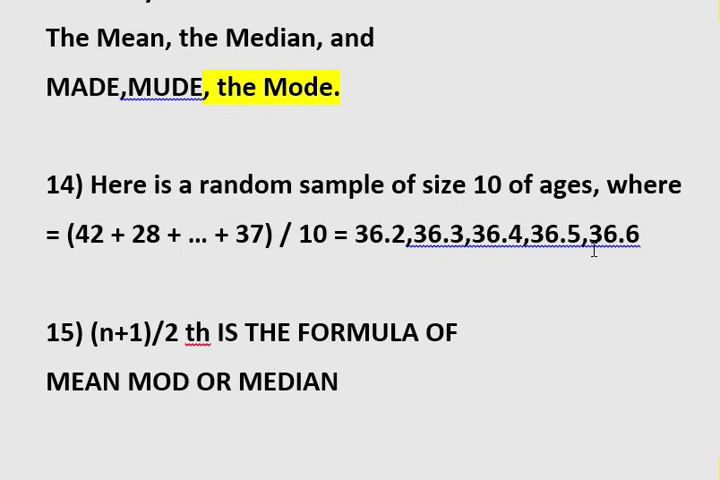 The Mean, the Median, and
MADE,MUDE, the Mode.
14) Here is a random sample of size 10 of ages, where
= (42 + 28 + ... + 37) / 10 = 36.2,36.3,36.4,36.5,36.6
15) (n+1)/2 th IS THE FORMULA OF
MEAN MOD OR MEDIAN